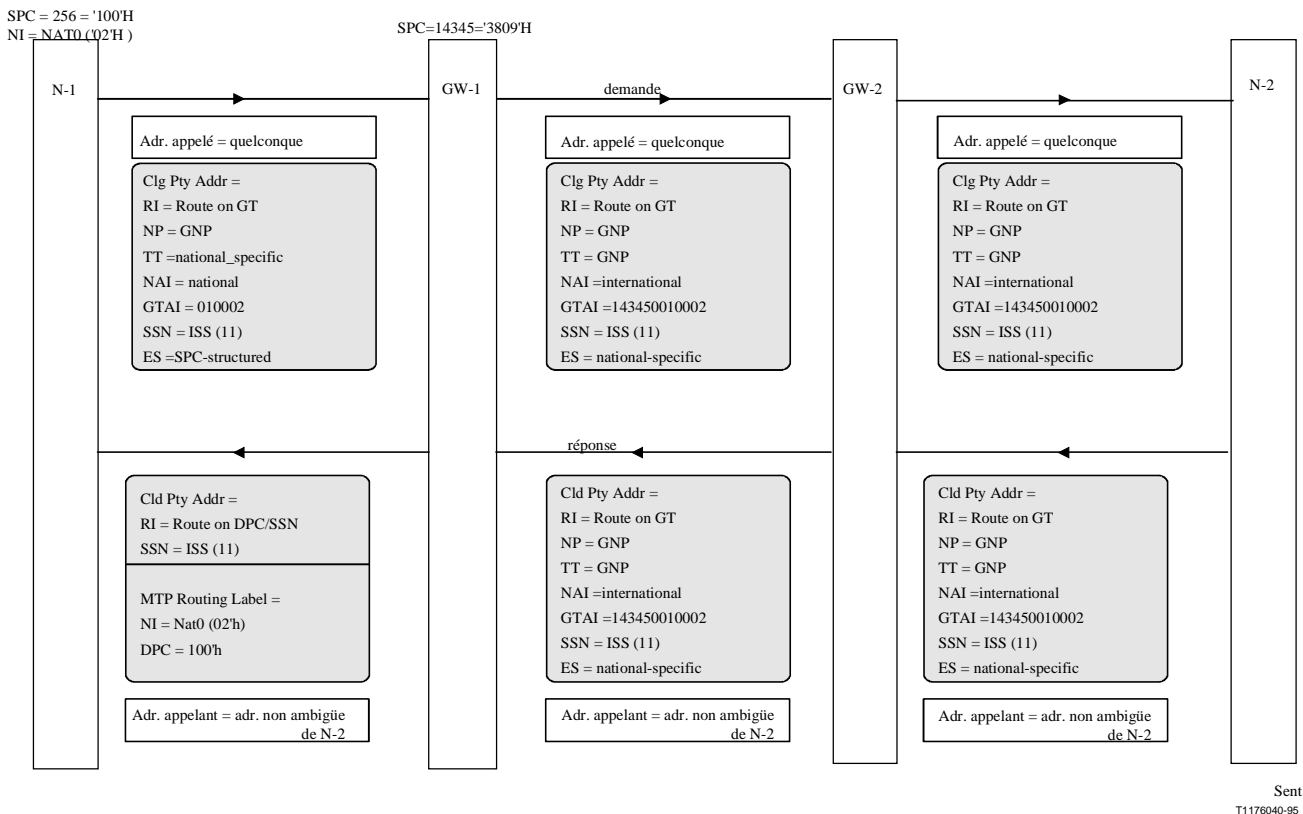 SPC = 256 = '100'H
NI = NAT0 ('02'H )
SPC=14345='3809'H
N-1
GW-1
demande
GW-2
N-2
Adr. appelé = quelconque
Clg Pty Addr =
RI = Route on GT
NP = GNP
TT =national_specific
NAI = national
GTAI = 010002
SSN = ISS (11)
ES =SPC-structured
Adr. appelé = quelconque
Clg Pty Addr =
RI = Route on GT
NP = GNP
TT = GNP
NAI =international
GTAI =143450010002
SSN = ISS (11)
ES = national-specific
Adr. appelé = quelconque
Clg Pty Addr =
RI = Route on GT
NP = GNP
TT = GNP
NAI =international
GTAI =143450010002
SSN = ISS (11)
ES = national-specific
réponse
Cld Pty Addr =
RI = Route on DPC/SSN
SSN = ISS (11)
MTP Routing Label =
NI = Nat0 (02'h)
DPC = 100'h
Adr. appelant = adr. non ambigüe
de N-2
Cld Pty Addr =
RI = Route on GT
NP = GNP
TT = GNP
NAI =international
GTAI =143450010002
SSN = ISS (11)
ES = national-specific
Adr. appelant = adr. non ambigüe
de N-2
Cld Pty Addr =
RI = Route on GT
NP = GNP
TT = GNP
NAI =international
GTAI =143450010002
SSN = ISS (11)
ES = national-specific
Adr. appelant = adr. non ambigüe
de N-2
Sent
T1176040-95